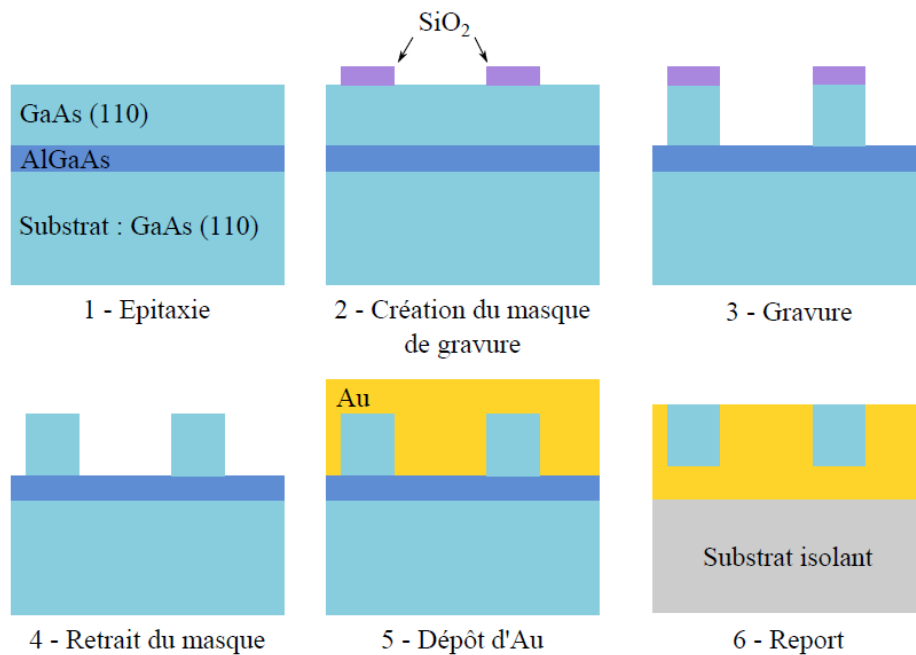 SiO₂
GaAs (110)
AlGaAs
Substrat : GaAs (110)
1 - Epitaxie
2 - Création du masque
de gravure
3 - Gravure
Au
Substrat isolant
4 - Retrait du masque
5 - Dépôt d'Au
6 - Report